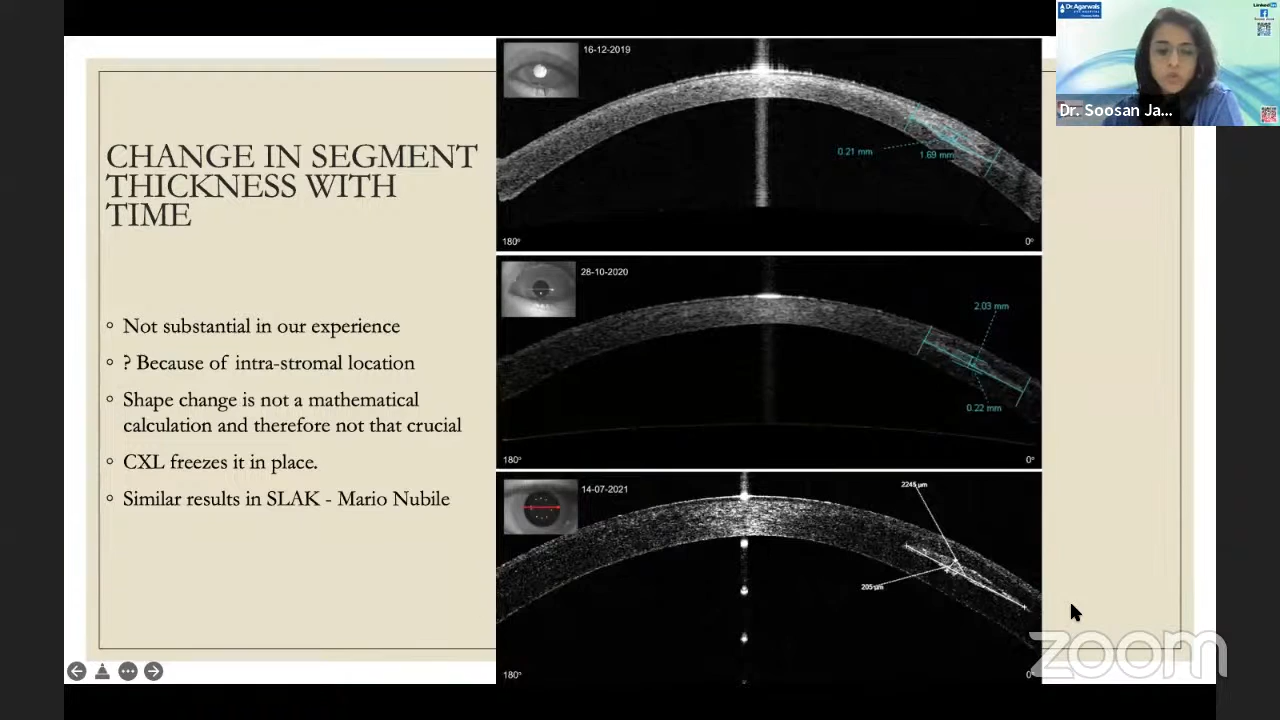 CHANGE IN SEGMENT
THICKNESS WITH
TIME
◦ Not substantial in our experience
◦ ? Because of intra-stromal location
◦ Shape change is not a mathematical
calculation and therefore not that crucial
◦ CXL freezes it in place.
◦ Similar results in SLAK - Mario Nubile
16-12-2019
0.21 mm
1.69 mm
180°
0°
28-10-2020
2.03 mm
0.22 mm
180°
0°
14-07-2021
2245 µm
205 µm
180°
0°
Dr.Agarwals
LinkedIn
Dr. Soosan Ja...
zoom